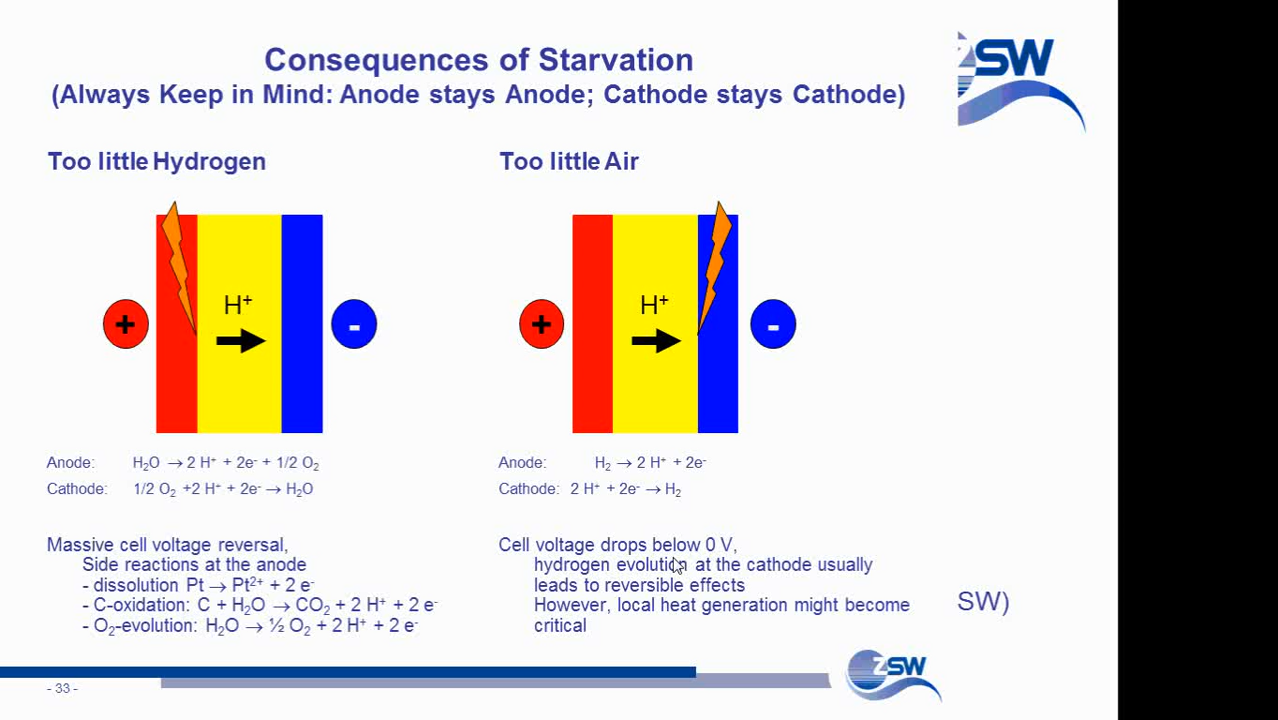 Consequences of Starvation
(Always Keep in Mind: Anode stays Anode; Cathode stays Cathode)
ZSW
Too little Hydrogen
Too little Air
H⁺
+
-
H⁺
+
-
Anode: H₂O → 2 H⁺ + 2e⁻ + 1/2 O₂
Cathode: 1/2 O₂ +2 H⁺ + 2e⁻ → H₂O
Anode: H₂ → 2 H⁺ + 2e⁻
Cathode: 2 H⁺ + 2e⁻ → H₂
Massive cell voltage reversal,
Side reactions at the anode
- dissolution Pt → Pt²⁺ + 2 e⁻
- C-oxidation: C + H₂O → CO₂ + 2 H⁺ + 2 e⁻
- O₂-evolution: H₂O → ½ O₂ + 2 H⁺ + 2 e⁻
Cell voltage drops below 0 V,
hydrogen evolution at the cathode usually
leads to reversible effects
However, local heat generation might become
critical
SW)
ZSW
- 33 -